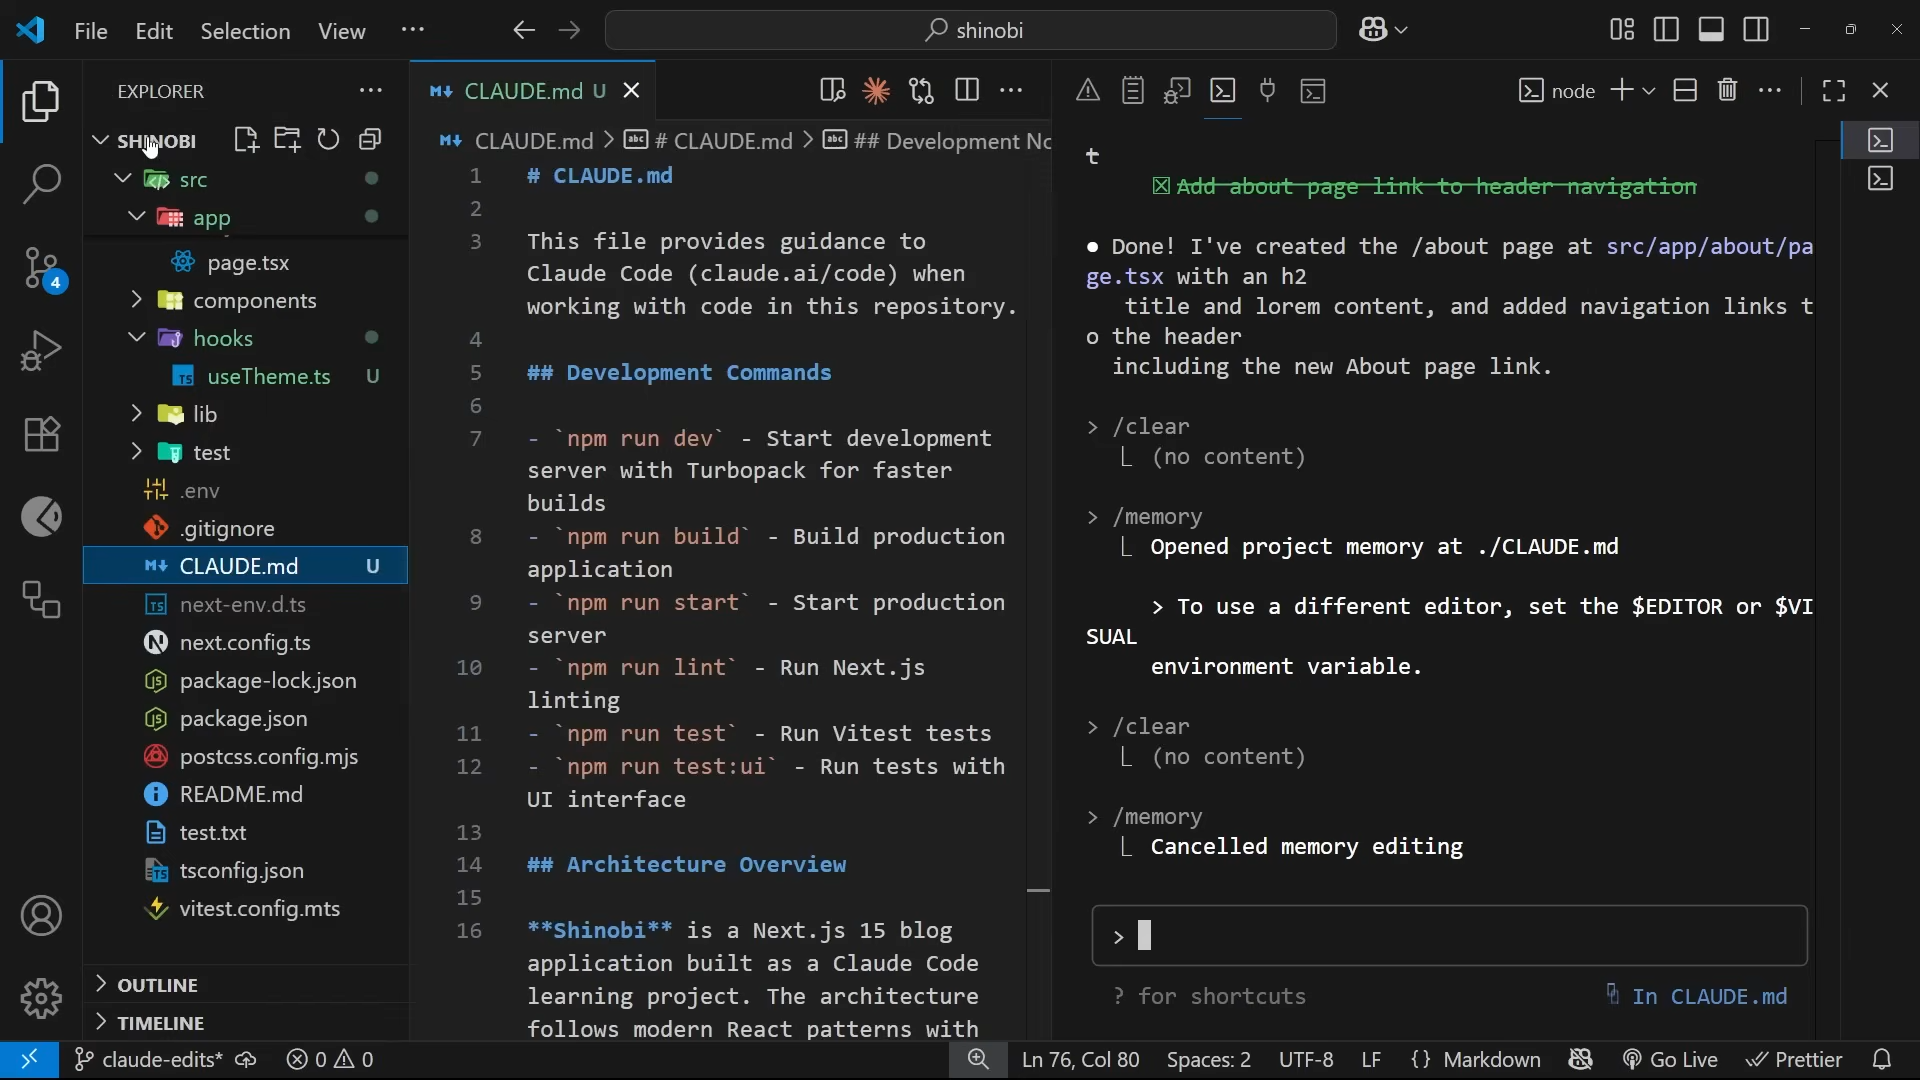 File Edit Selection View ··· shinobi
EXPLORER ···
CLAUDE.md U
node
SHINOBI
CLAUDE.md > # CLAUDE.md > ## Development No
src
app
page.tsx
components
hooks
useTheme.ts U
lib
test
.env
.gitignore
CLAUDE.md U
next-env.d.ts
next.config.ts
package-lock.json
package.json
postcss.config.mjs
README.md
test.txt
tsconfig.json
vitest.config.mts
OUTLINE
TIMELINE
4
1 # CLAUDE.md
2
3 This file provides guidance to
Claude Code (claude.ai/code) when
working with code in this repository.
4
5 ## Development Commands
6
7 - `npm run dev` - Start development
server with Turbopack for faster
builds
8 - `npm run build` - Build production
application
9 - `npm run start` - Start production
server
10 - `npm run lint` - Run Next.js
linting
11 - `npm run test` - Run Vitest tests
12 - `npm run test:ui` - Run tests with
UI interface
13
14 ## Architecture Overview
15
16 **Shinobi** is a Next.js 15 blog
application built as a Claude Code
learning project. The architecture
follows modern React patterns with
t
☒ Add about page link to header navigation
● Done! I've created the /about page at src/app/about/pa
ge.tsx with an h2
title and lorem content, and added navigation links t
o the header
including the new About page link.
> /clear
⎿ (no content)
> /memory
⎿ Opened project memory at ./CLAUDE.md
> To use a different editor, set the $EDITOR or $VI
SUAL
environment variable.
> /clear
⎿ (no content)
> /memory
⎿ Cancelled memory editing
>
? for shortcuts In CLAUDE.md
claude-edits* 0 0 Ln 76, Col 80 Spaces: 2 UTF-8 LF {} Markdown Go Live Prettier